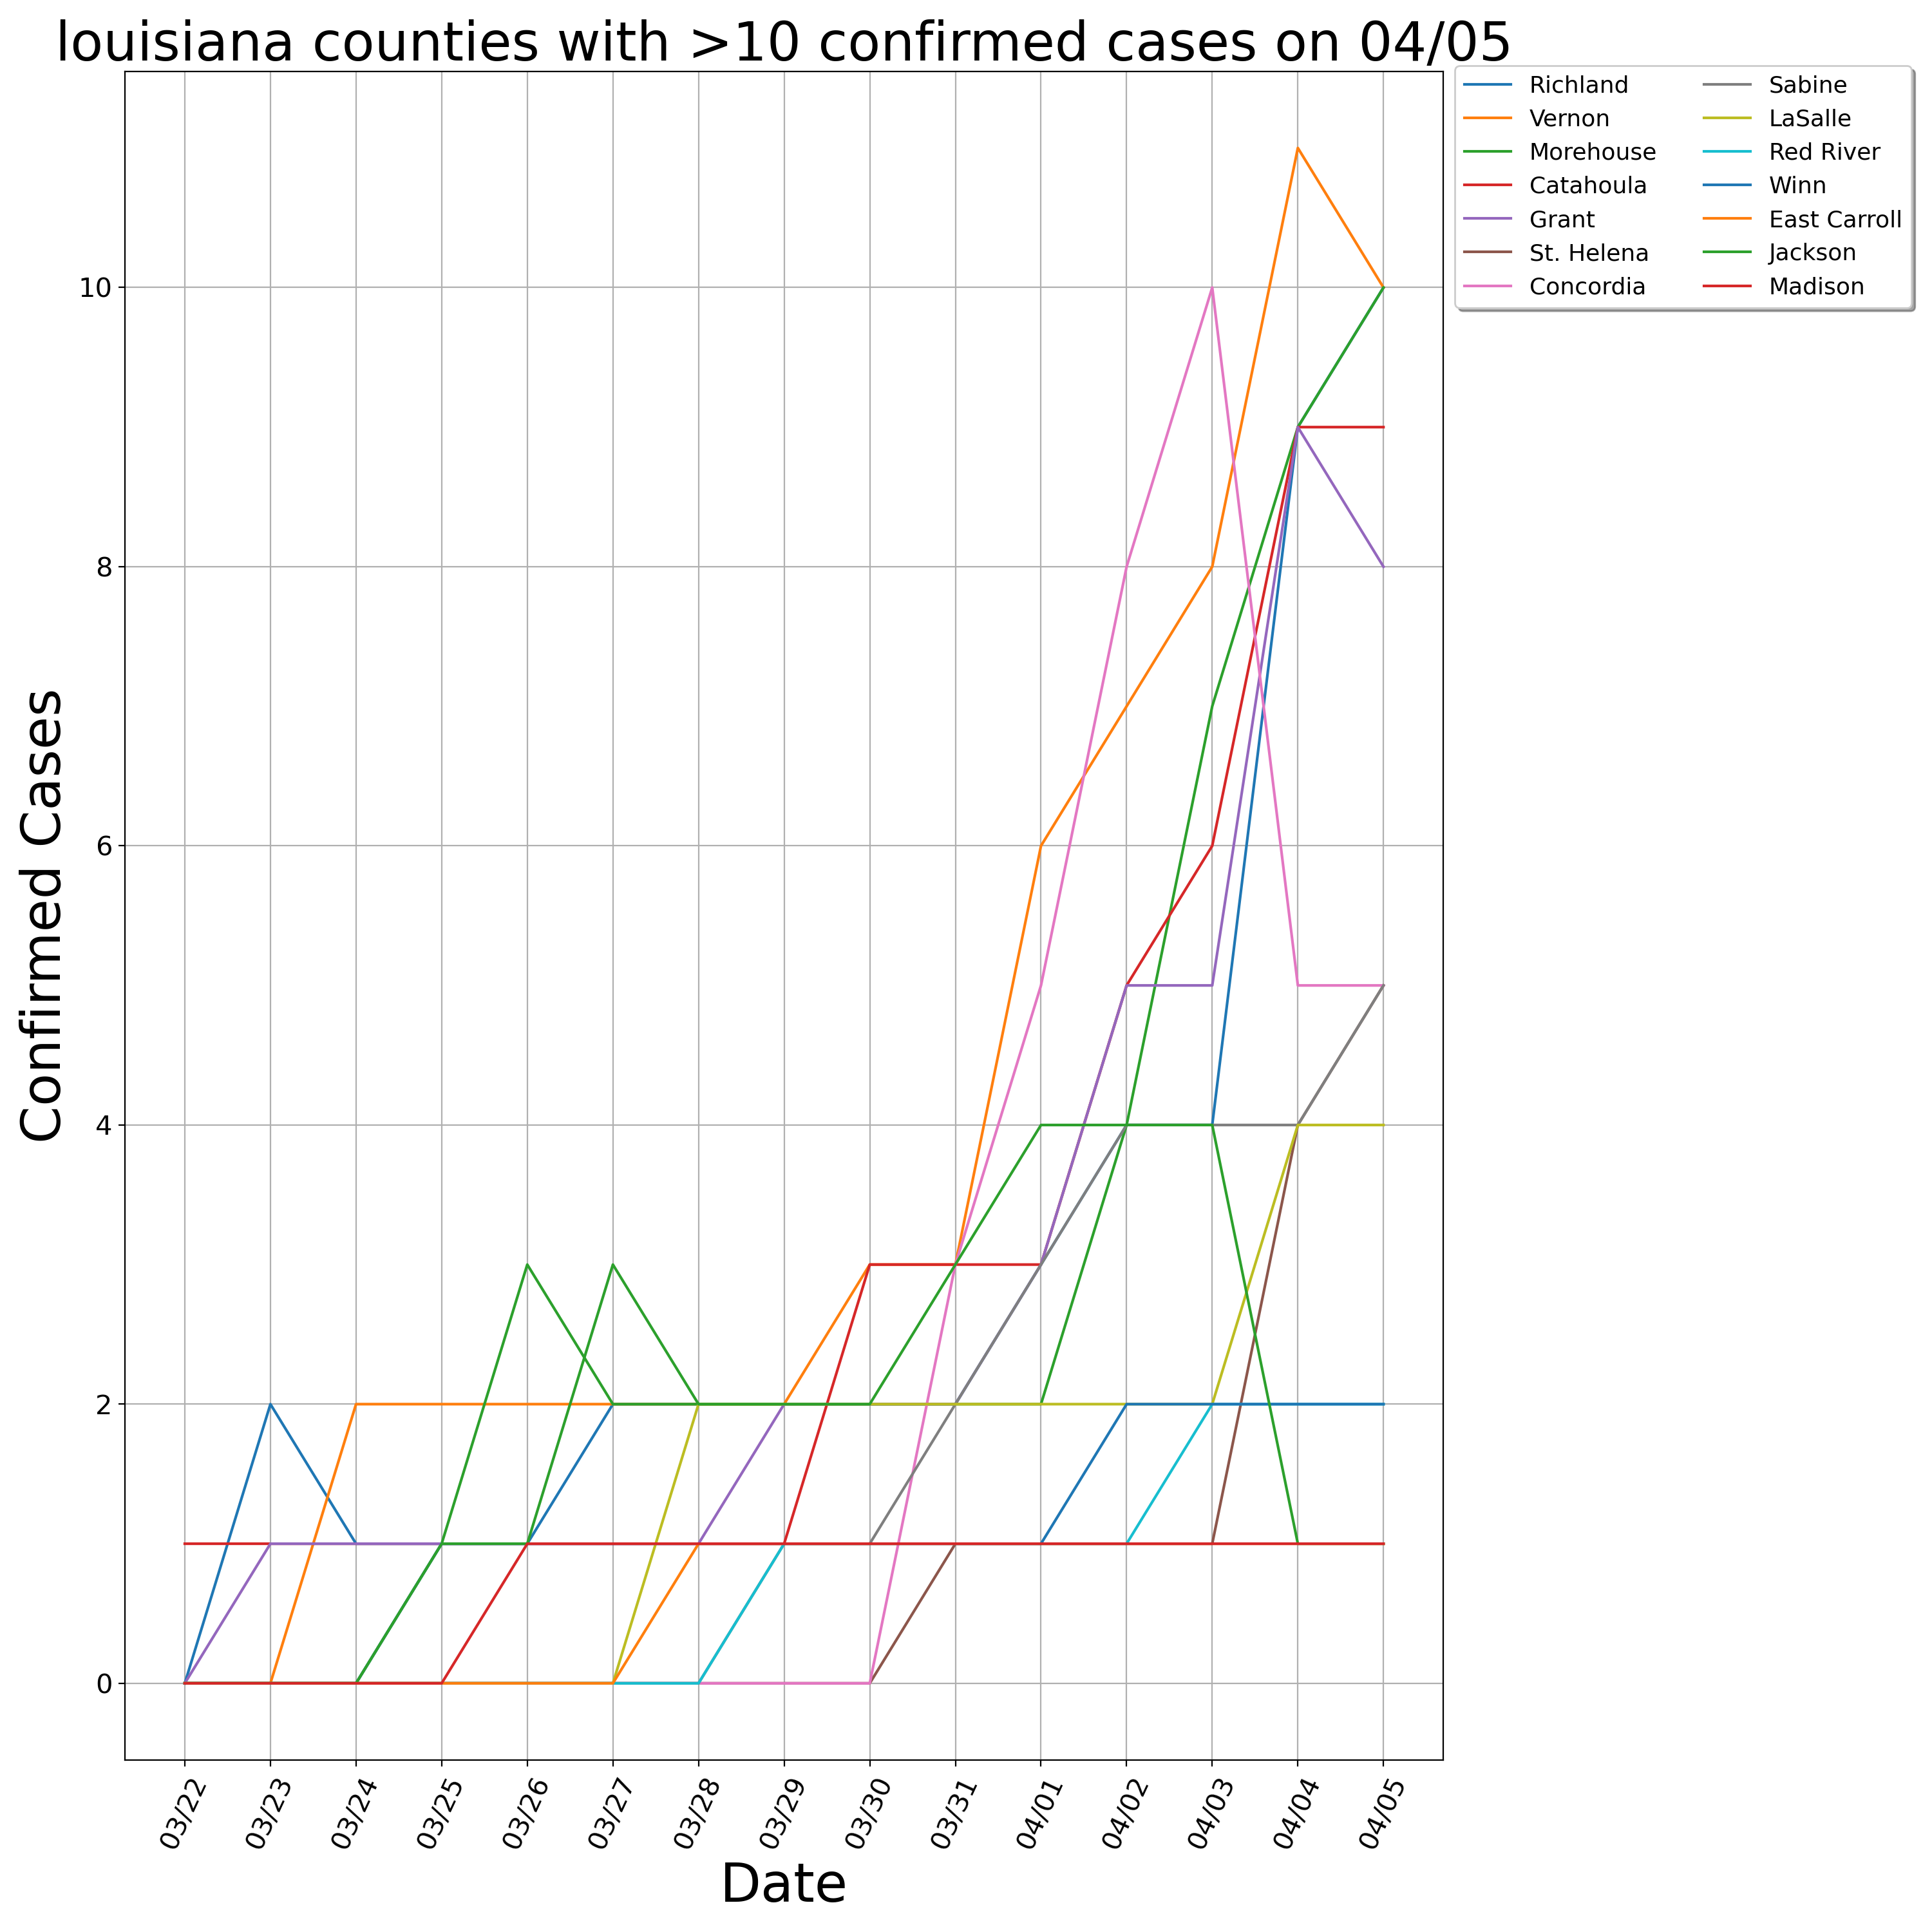 louisiana counties with >10 confirmed cases on 04/05
Richland
Vernon
Morehouse
Catahoula
Grant
St. Helena
Concordia
Sabine
LaSalle
Red River
Winn
East Carroll
Jackson
Madison
Confirmed Cases
10
8
6
4
2
0
03/22
03/23
03/24
03/25
03/26
03/27
03/28
03/29
03/30
03/31
04/01
04/02
04/03
04/04
04/05
Date